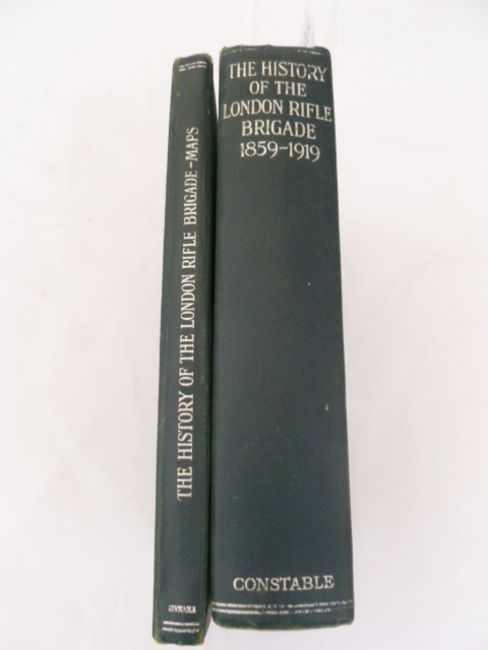 THE HISTORY OF THE LONDON RIFLE BRIGADE-MAPS
CONSTABLE
THE HISTORY
OF THE
LONDON RIFLE
BRIGADE
1859-1919
CONSTABLE